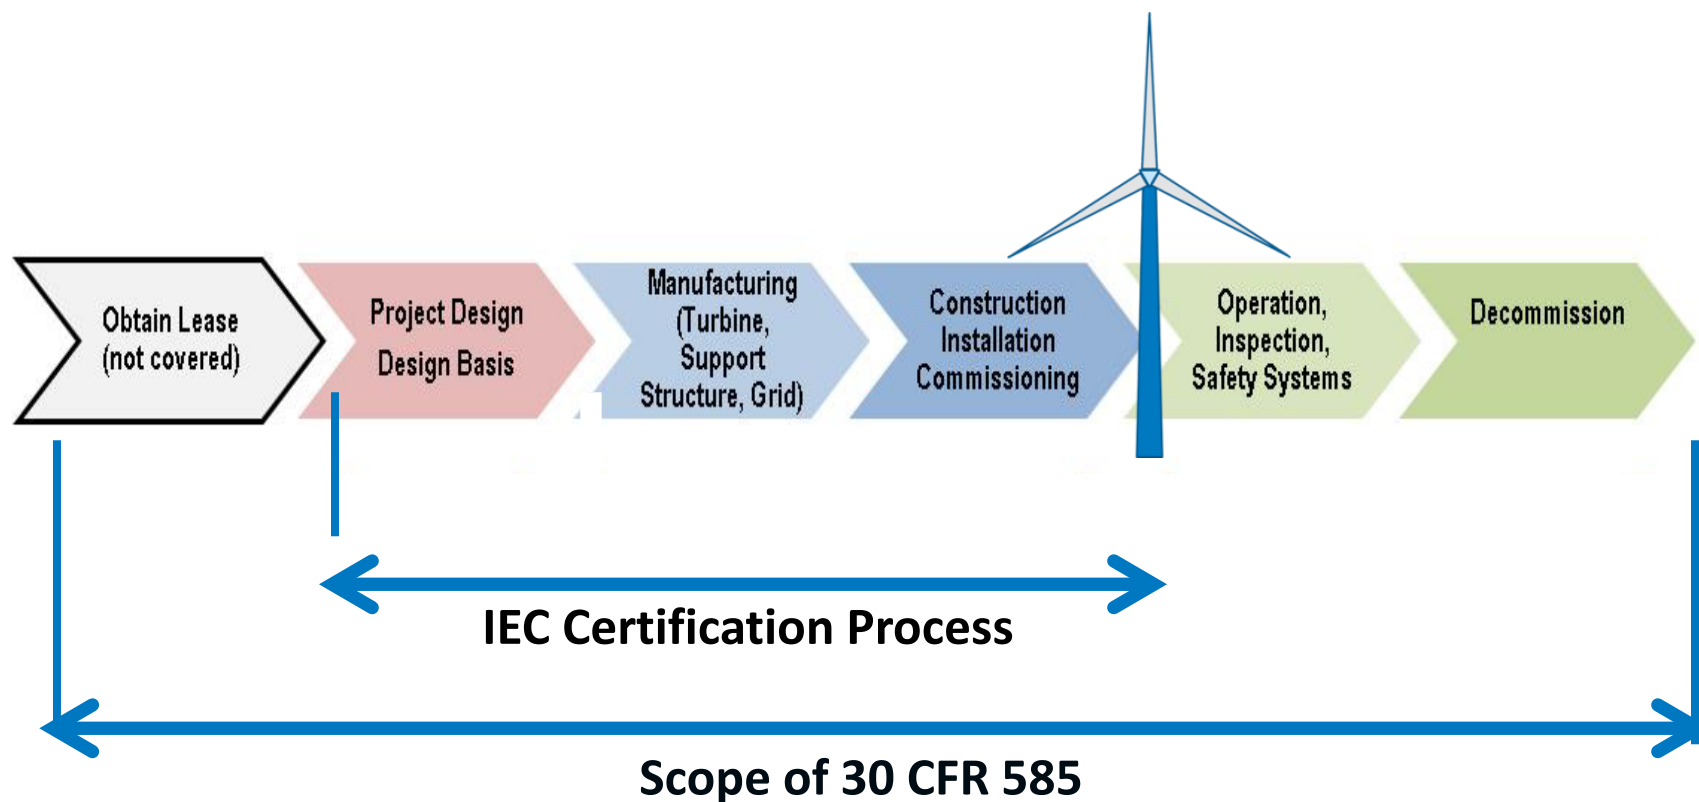 Obtain Lease
(not covered)
Project Design
Design Basis
Manufacturing
(Turbine,
Support
Structure, Grid)
Construction
Installation
Commissioning
Operation,
Inspection,
Safety Systems
Decommission
IEC Certification Process
Scope of 30 CFR 585